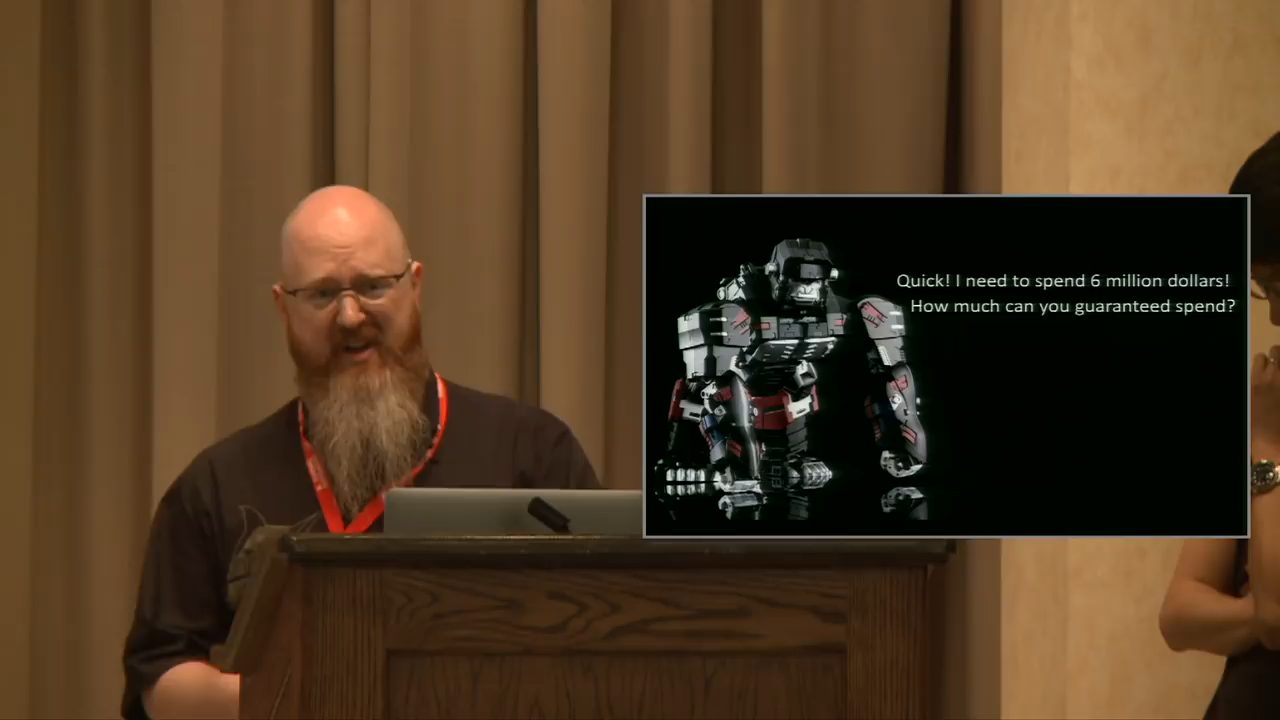 Quick! I need to spend 6 million dollars!
How much can you guaranteed spend?